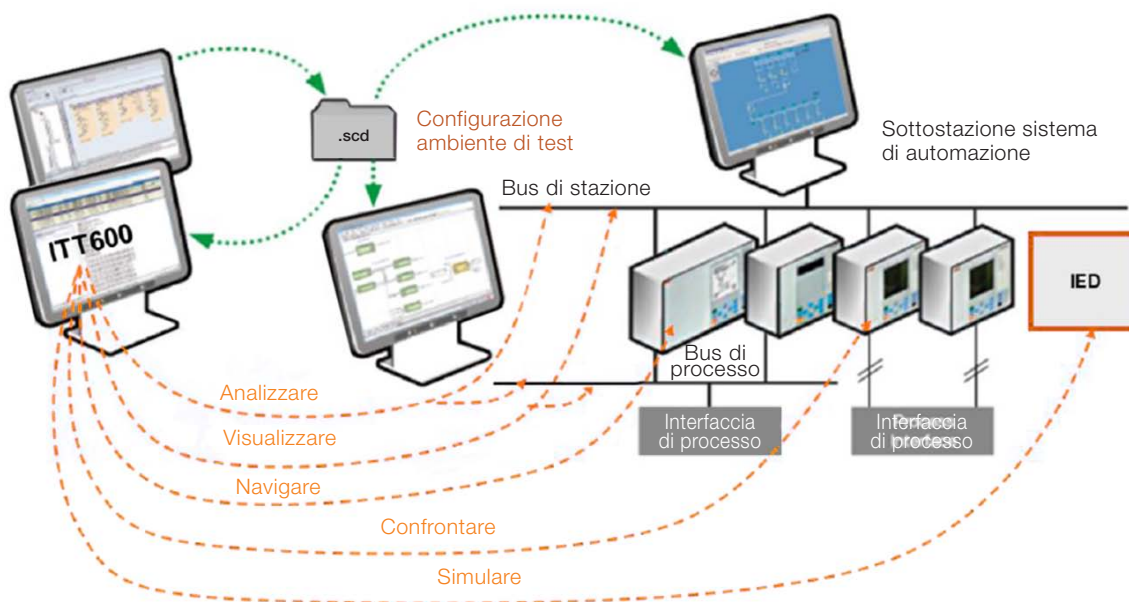 .scd
Configurazione
ambiente di test
Sottostazione sistema
di automazione
Bus di stazione
ITT600
IED
Bus di
processo
Analizzare
Interfaccia
di processo
Interfaccia
di processo
Visualizzare
Navigare
Confrontare
Simulare